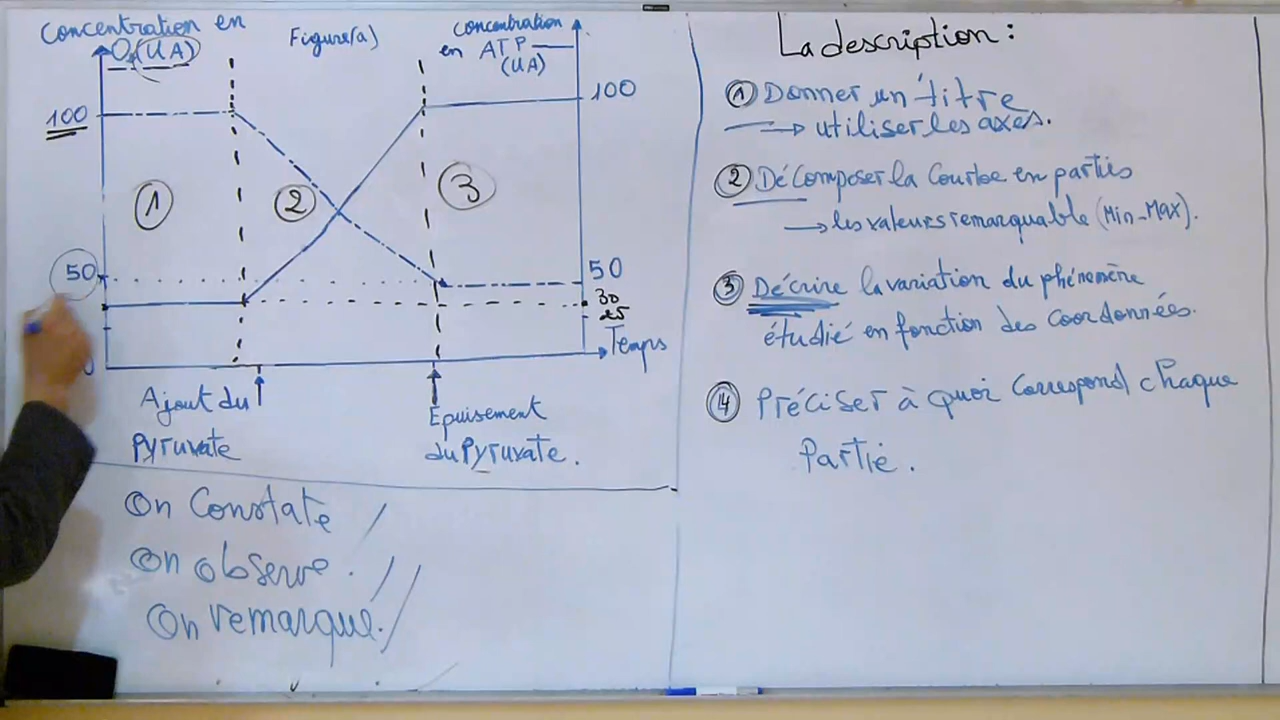 Concentration en
O₂ (UA)
Figure(a)
Concentration
en ATP
(UA)
100
100
1
2
3
50
50
30
25
0
Temps
Ajout du
Pyruvate
Epuisement
du Pyruvate.
On Constate
On observe.
On remarque.
La description :
① Donner un titre
→ utiliser les axes.
② Décomposer la Courbe en parties
→ les valeurs remarquable (Min-Max).
③ Décrire la variation du phénomène
étudié en fonction des Coordonnées.
④ Préciser à quoi Correspond chaque
Partie.